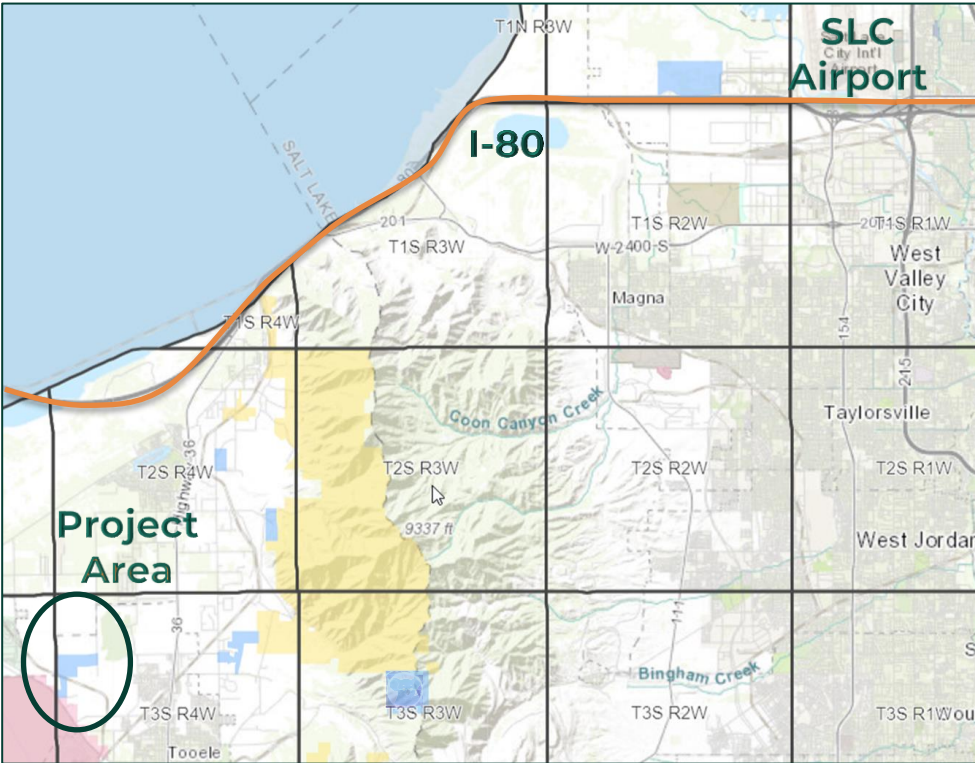 T1N R3W
SLC
Airport
City Int'l
Airport
I-80
SALT LAKE
80
201
T1S R3W
T1S R2W
T1S R1W
W 2400 S
West
Valley
City
Magna
T1S R4W
154
215
Coon Canyon Creek
Taylorsville
T2S R4W
T2S R3W
T2S R2W
T2S R1W
Highway 36
9337 ft
Project
Area
West Jordan
36
111
Bingham Creek
T3S R4W
T3S R3W
T3S R2W
T3S R1W
Tooele